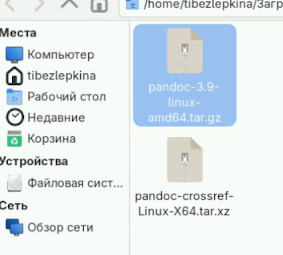 /home/tibezlepkina/Загр
Места
Компьютер
tibezlepkina
Рабочий стол
Недавние
Корзина
Устройства
Файловая сист...
Сеть
Обзор сети
pandoc-3.9-
linux-
amd64.tar.gz
pandoc-crossref-
Linux-X64.tar.xz